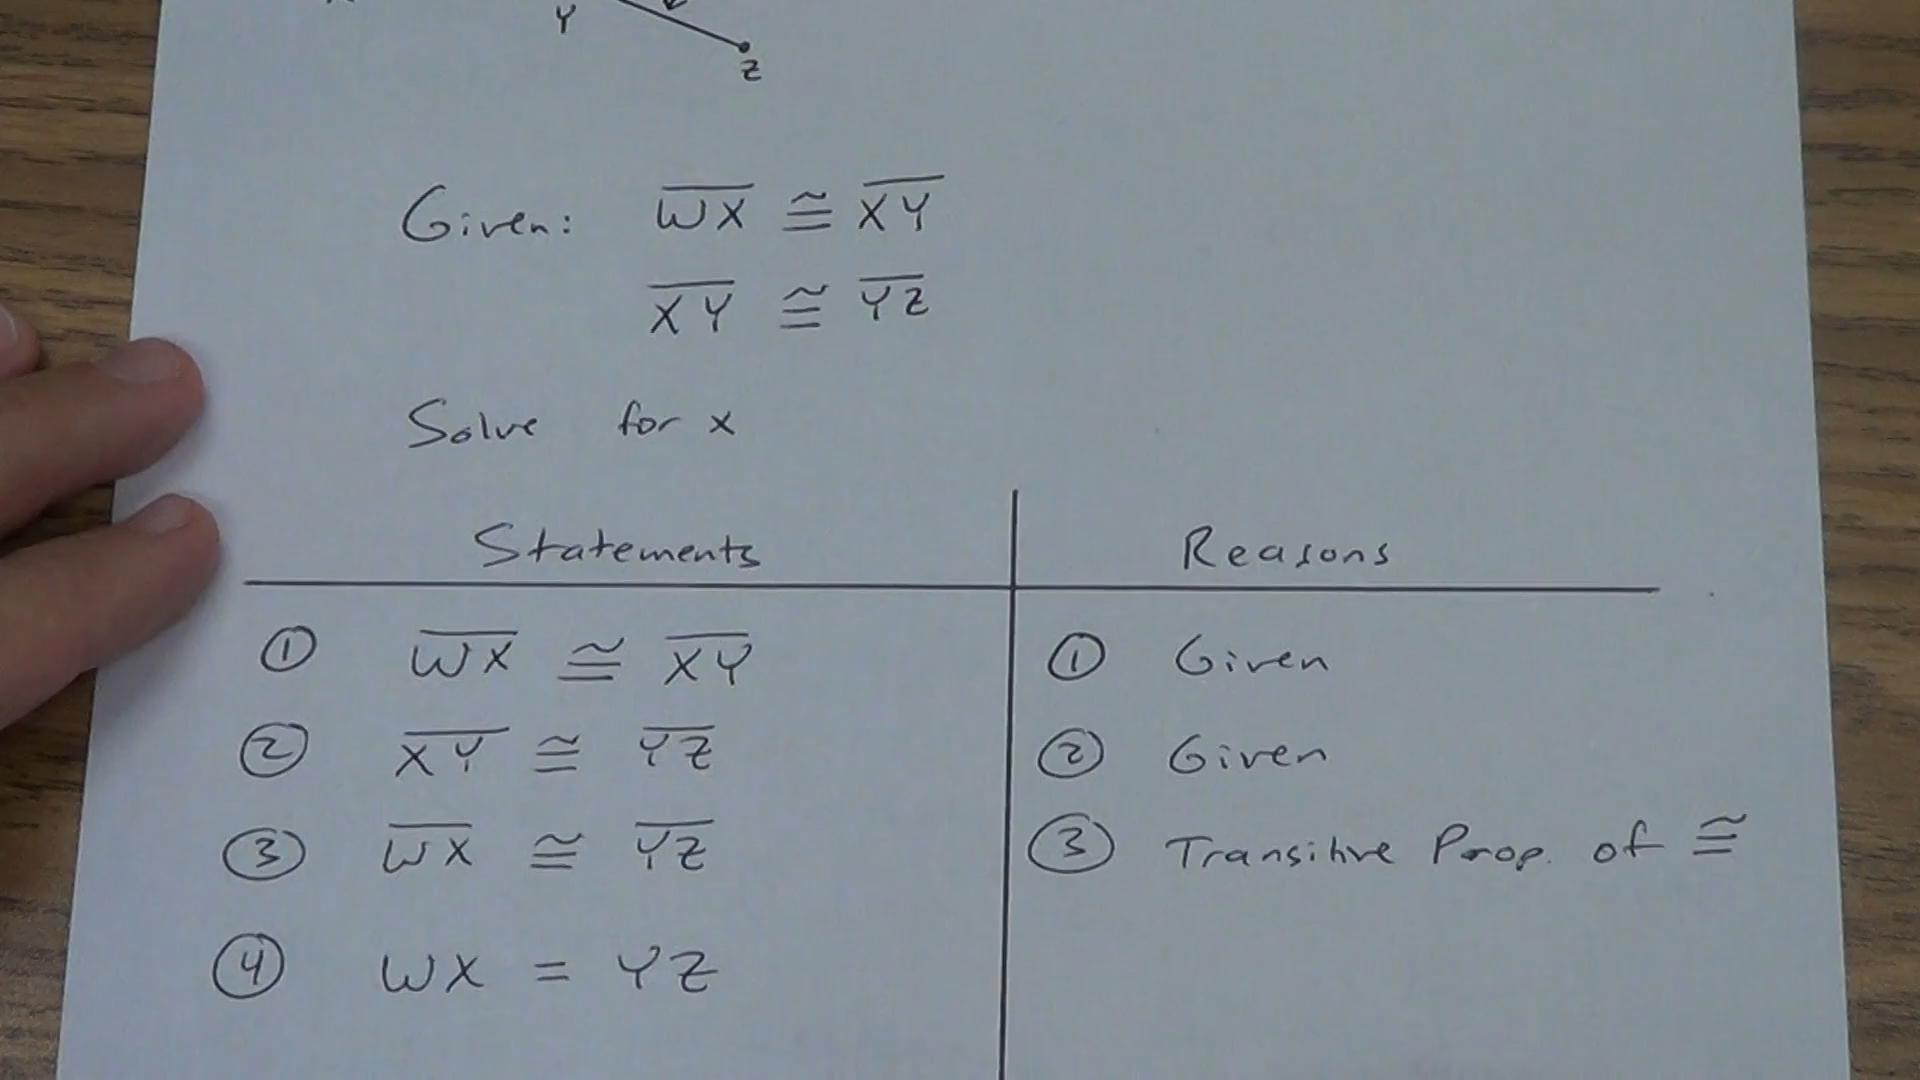 Y
Z
Given: WX ≅ XY
XY ≅ YZ
Solve for x
Statements Reasons
① WX ≅ XY ① Given
② XY ≅ YZ ② Given
③ WX ≅ YZ ③ Transitive Prop. of ≅
④ WX = YZ